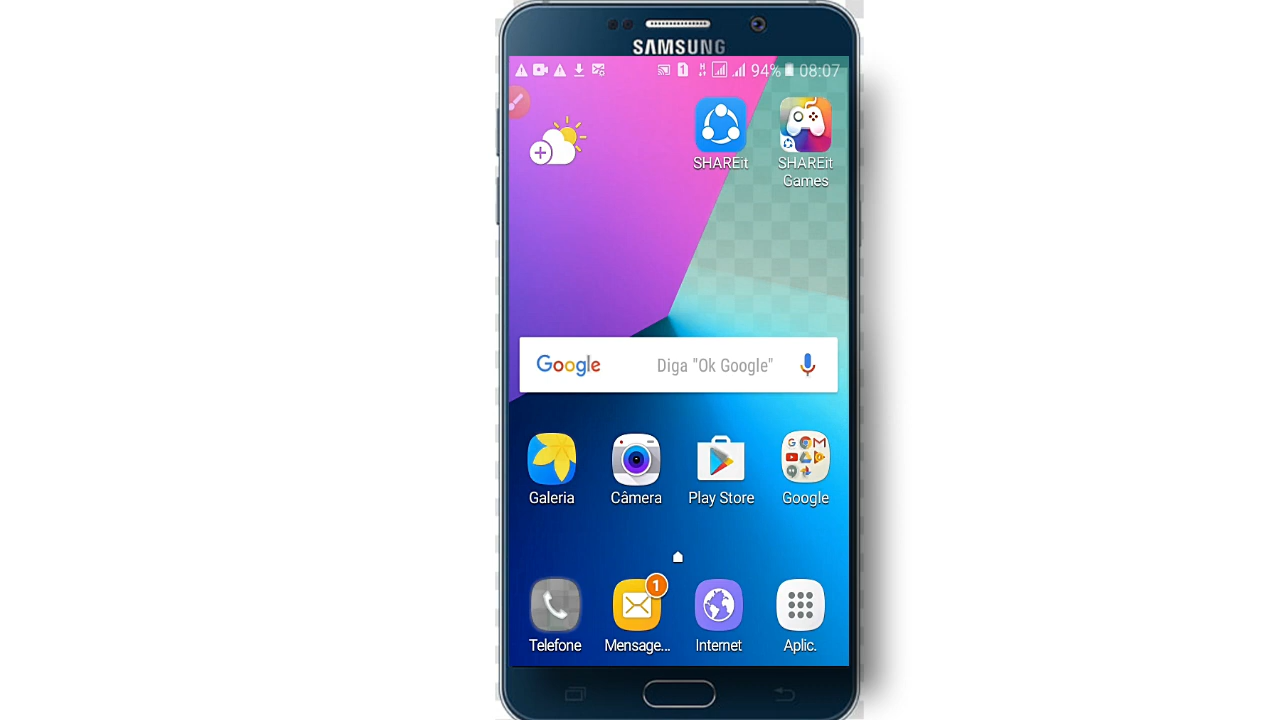 SAMSUNG
1 94% 08:07
SHAREit
SHAREit
Games
Google Diga "Ok Google"
Galeria
Câmera
Play Store
Google
1
Telefone
Mensage...
Internet
Aplic.